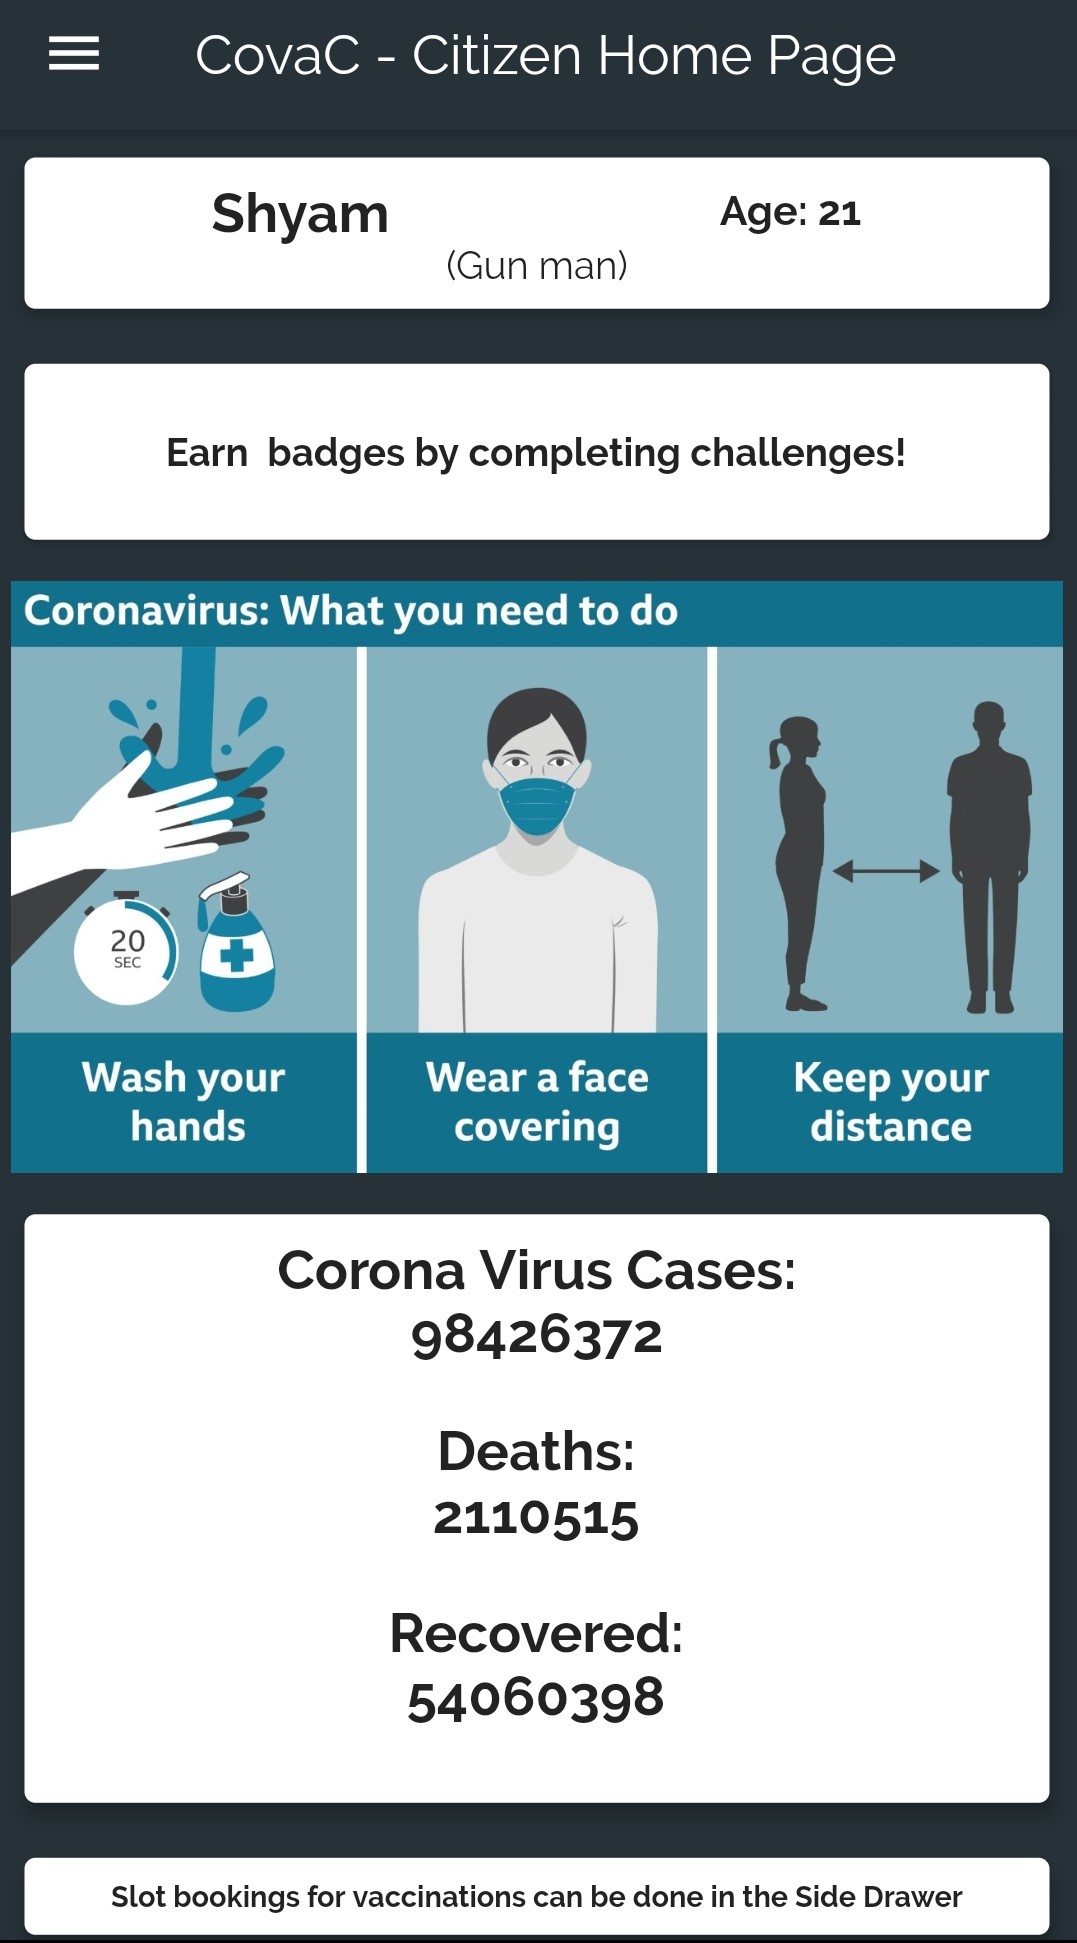 CovaC - Citizen Home Page
Shyam
Age: 21
(Gun man)
Earn  badges by completing challenges!
Coronavirus: What you need to do
20
SEC
Wash your
hands
Wear a face
covering
Keep your
distance
Corona Virus Cases:
98426372
Deaths:
2110515
Recovered:
54060398
Slot bookings for vaccinations can be done in the Side Drawer